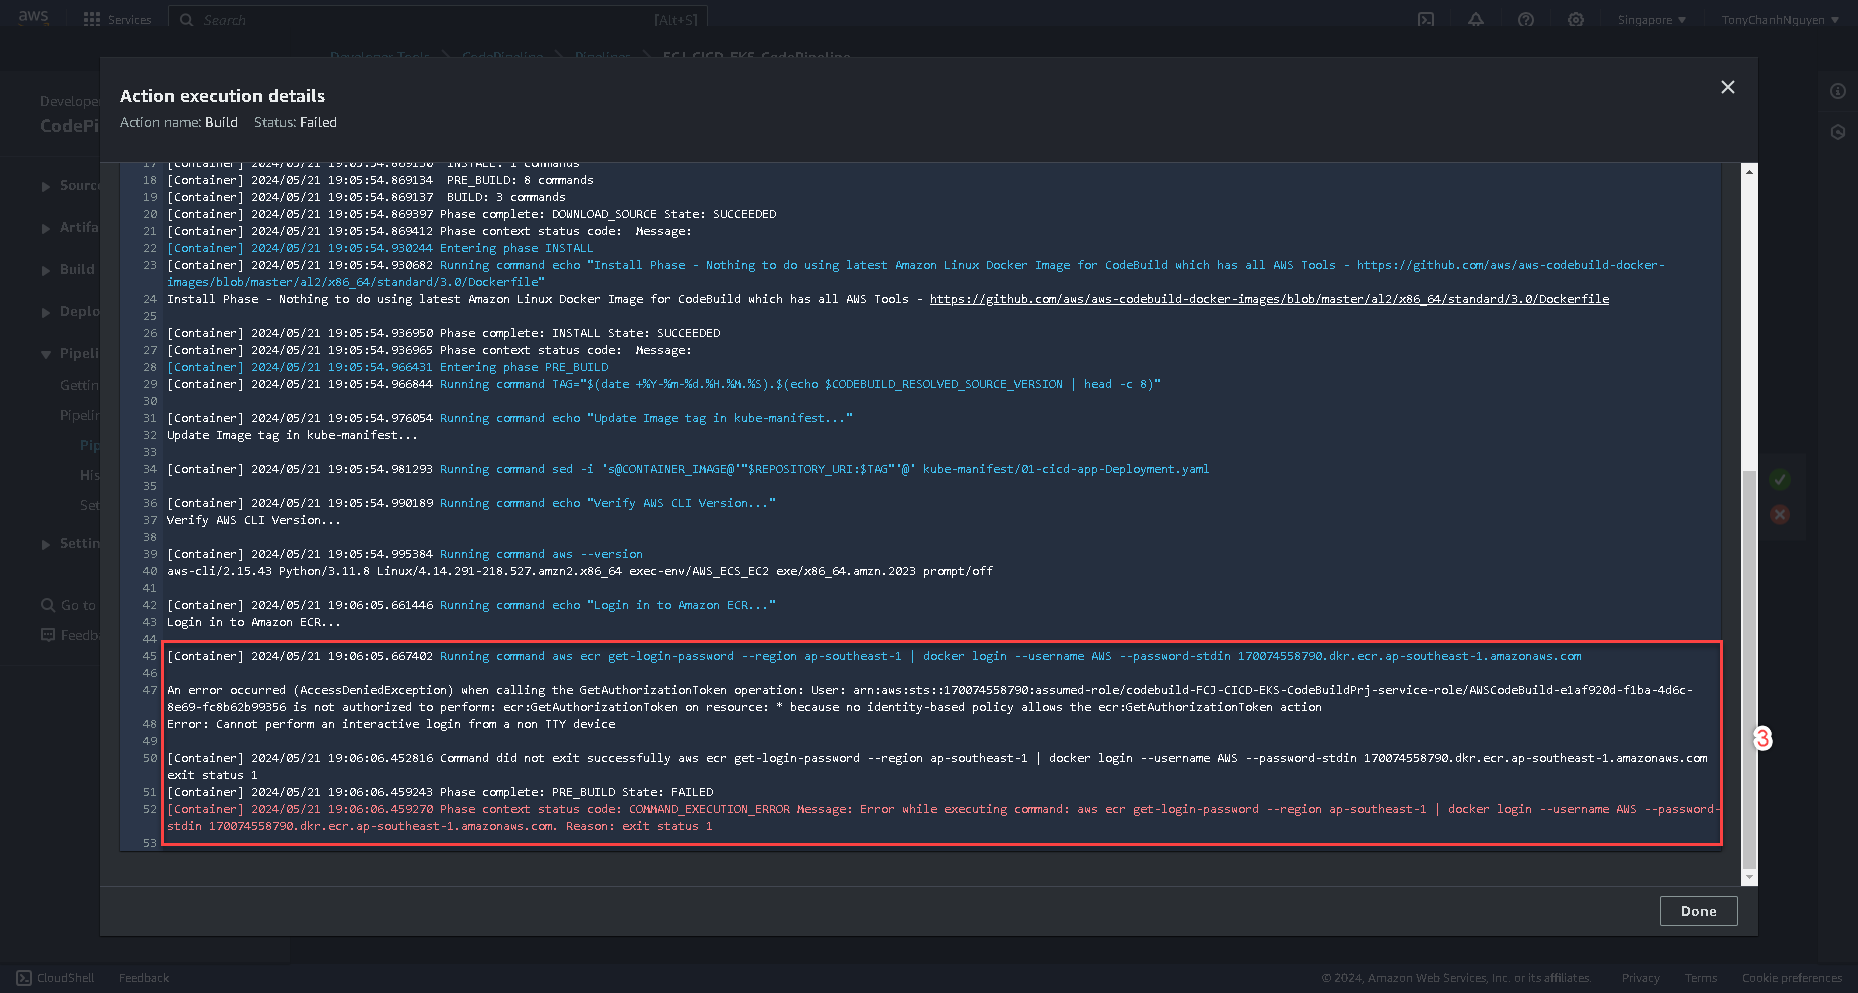 aws
Services
Search
[Alt+S]
Singapore
TonyChanhNguyen
Developer Tools
CodePipeline
Pipelines
FCJ-CICD-EKS-CodePipeline
Action execution details
Action name: Build Status: Failed
Develope
CodePi
Source
Artifa
Build
Deplo
Pipeli
Gettin
Pipelin
Pip
His
Set
Settin
Go to
Feedba
17 [Container] 2024/05/21 19:05:54.869130 INSTALL: 1 commands
18 [Container] 2024/05/21 19:05:54.869134 PRE_BUILD: 8 commands
19 [Container] 2024/05/21 19:05:54.869137 BUILD: 3 commands
20 [Container] 2024/05/21 19:05:54.869397 Phase complete: DOWNLOAD_SOURCE State: SUCCEEDED
21 [Container] 2024/05/21 19:05:54.869412 Phase context status code: Message:
22 [Container] 2024/05/21 19:05:54.930244 Entering phase INSTALL
23 [Container] 2024/05/21 19:05:54.930682 Running command echo "Install Phase - Nothing to do using latest Amazon Linux Docker Image for CodeBuild which has all AWS Tools - https://github.com/aws/aws-codebuild-docker-
images/blob/master/al2/x86_64/standard/3.0/Dockerfile"
24 Install Phase - Nothing to do using latest Amazon Linux Docker Image for CodeBuild which has all AWS Tools - https://github.com/aws/aws-codebuild-docker-images/blob/master/al2/x86_64/standard/3.0/Dockerfile
25
26 [Container] 2024/05/21 19:05:54.936950 Phase complete: INSTALL State: SUCCEEDED
27 [Container] 2024/05/21 19:05:54.936965 Phase context status code: Message:
28 [Container] 2024/05/21 19:05:54.966431 Entering phase PRE_BUILD
29 [Container] 2024/05/21 19:05:54.966844 Running command TAG="$(date +%Y-%m-%d.%H.%M.%S).$(echo $CODEBUILD_RESOLVED_SOURCE_VERSION | head -c 8)"
30
31 [Container] 2024/05/21 19:05:54.976054 Running command echo "Update Image tag in kube-manifest..."
32 Update Image tag in kube-manifest...
33
34 [Container] 2024/05/21 19:05:54.981293 Running command sed -i 's@CONTAINER_IMAGE@'"$REPOSITORY_URI:$TAG"'@' kube-manifest/01-cicd-app-Deployment.yaml
35
36 [Container] 2024/05/21 19:05:54.990189 Running command echo "Verify AWS CLI Version..."
37 Verify AWS CLI Version...
38
39 [Container] 2024/05/21 19:05:54.995384 Running command aws --version
40 aws-cli/2.15.43 Python/3.11.8 Linux/4.14.291-218.527.amzn2.x86_64 exec-env/AWS_ECS_EC2 exe/x86_64.amzn.2023 prompt/off
41
42 [Container] 2024/05/21 19:06:05.661446 Running command echo "Login in to Amazon ECR..."
43 Login in to Amazon ECR...
44
45 [Container] 2024/05/21 19:06:05.667402 Running command aws ecr get-login-password --region ap-southeast-1 | docker login --username AWS --password-stdin 170074558790.dkr.ecr.ap-southeast-1.amazonaws.com
46
47 An error occurred (AccessDeniedException) when calling the GetAuthorizationToken operation: User: arn:aws:sts::170074558790:assumed-role/codebuild-FCJ-CICD-EKS-CodeBuildPrj-service-role/AWSCodeBuild-e1af920d-f1ba-4d6c-
8e69-fc8b62b99356 is not authorized to perform: ecr:GetAuthorizationToken on resource: * because no identity-based policy allows the ecr:GetAuthorizationToken action
48 Error: Cannot perform an interactive login from a non TTY device
49
50 [Container] 2024/05/21 19:06:06.452816 Command did not exit successfully aws ecr get-login-password --region ap-southeast-1 | docker login --username AWS --password-stdin 170074558790.dkr.ecr.ap-southeast-1.amazonaws.com
exit status 1
51 [Container] 2024/05/21 19:06:06.459243 Phase complete: PRE_BUILD State: FAILED
52 [Container] 2024/05/21 19:06:06.459270 Phase context status code: COMMAND_EXECUTION_ERROR Message: Error while executing command: aws ecr get-login-password --region ap-southeast-1 | docker login --username AWS --password-
stdin 170074558790.dkr.ecr.ap-southeast-1.amazonaws.com. Reason: exit status 1
53
3
Done
CloudShell
Feedback
© 2024, Amazon Web Services, Inc. or its affiliates.
Privacy
Terms
Cookie preferences